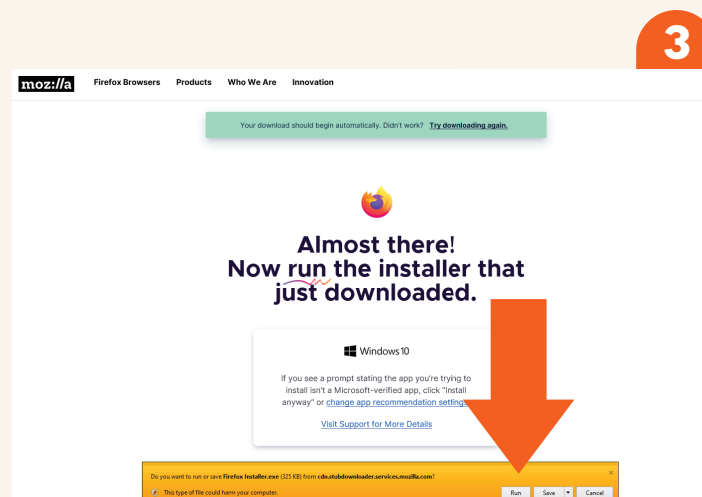 3
moz://a Firefox Browsers Products Who We Are Innovation
Your download should begin automatically. Didn't work? Try downloading again.
Almost there!
Now run the installer that
just downloaded.
Windows 10
If you see a prompt stating the app you're trying to
install isn't a Microsoft-verified app, click "Install
anyway" or change app recommendation settings
Visit Support for More Details
Do you want to run or save Firefox Installer.exe (325 KB) from cdn.stubdownloader.services.mozilla.com?
This type of file could harm your computer.
Run Save Cancel